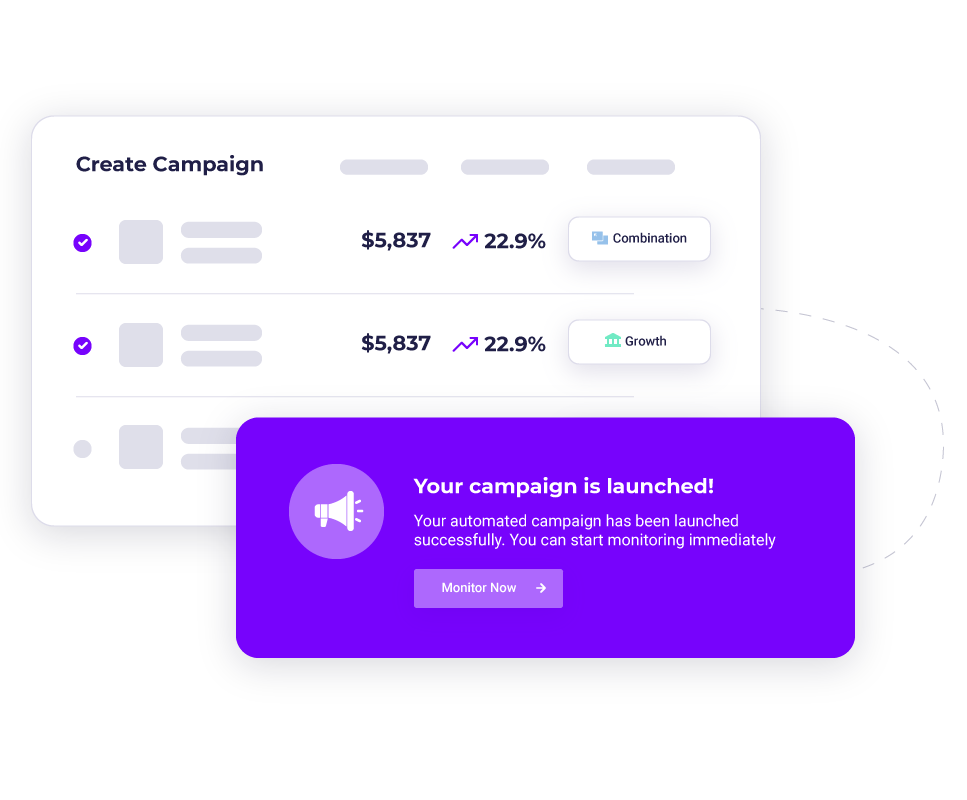 Create Campaign
$5,837 22.9% Combination
$5,837 22.9% Growth
Your campaign is launched!
Your automated campaign has been launched
successfully. You can start monitoring immediately
Monitor Now